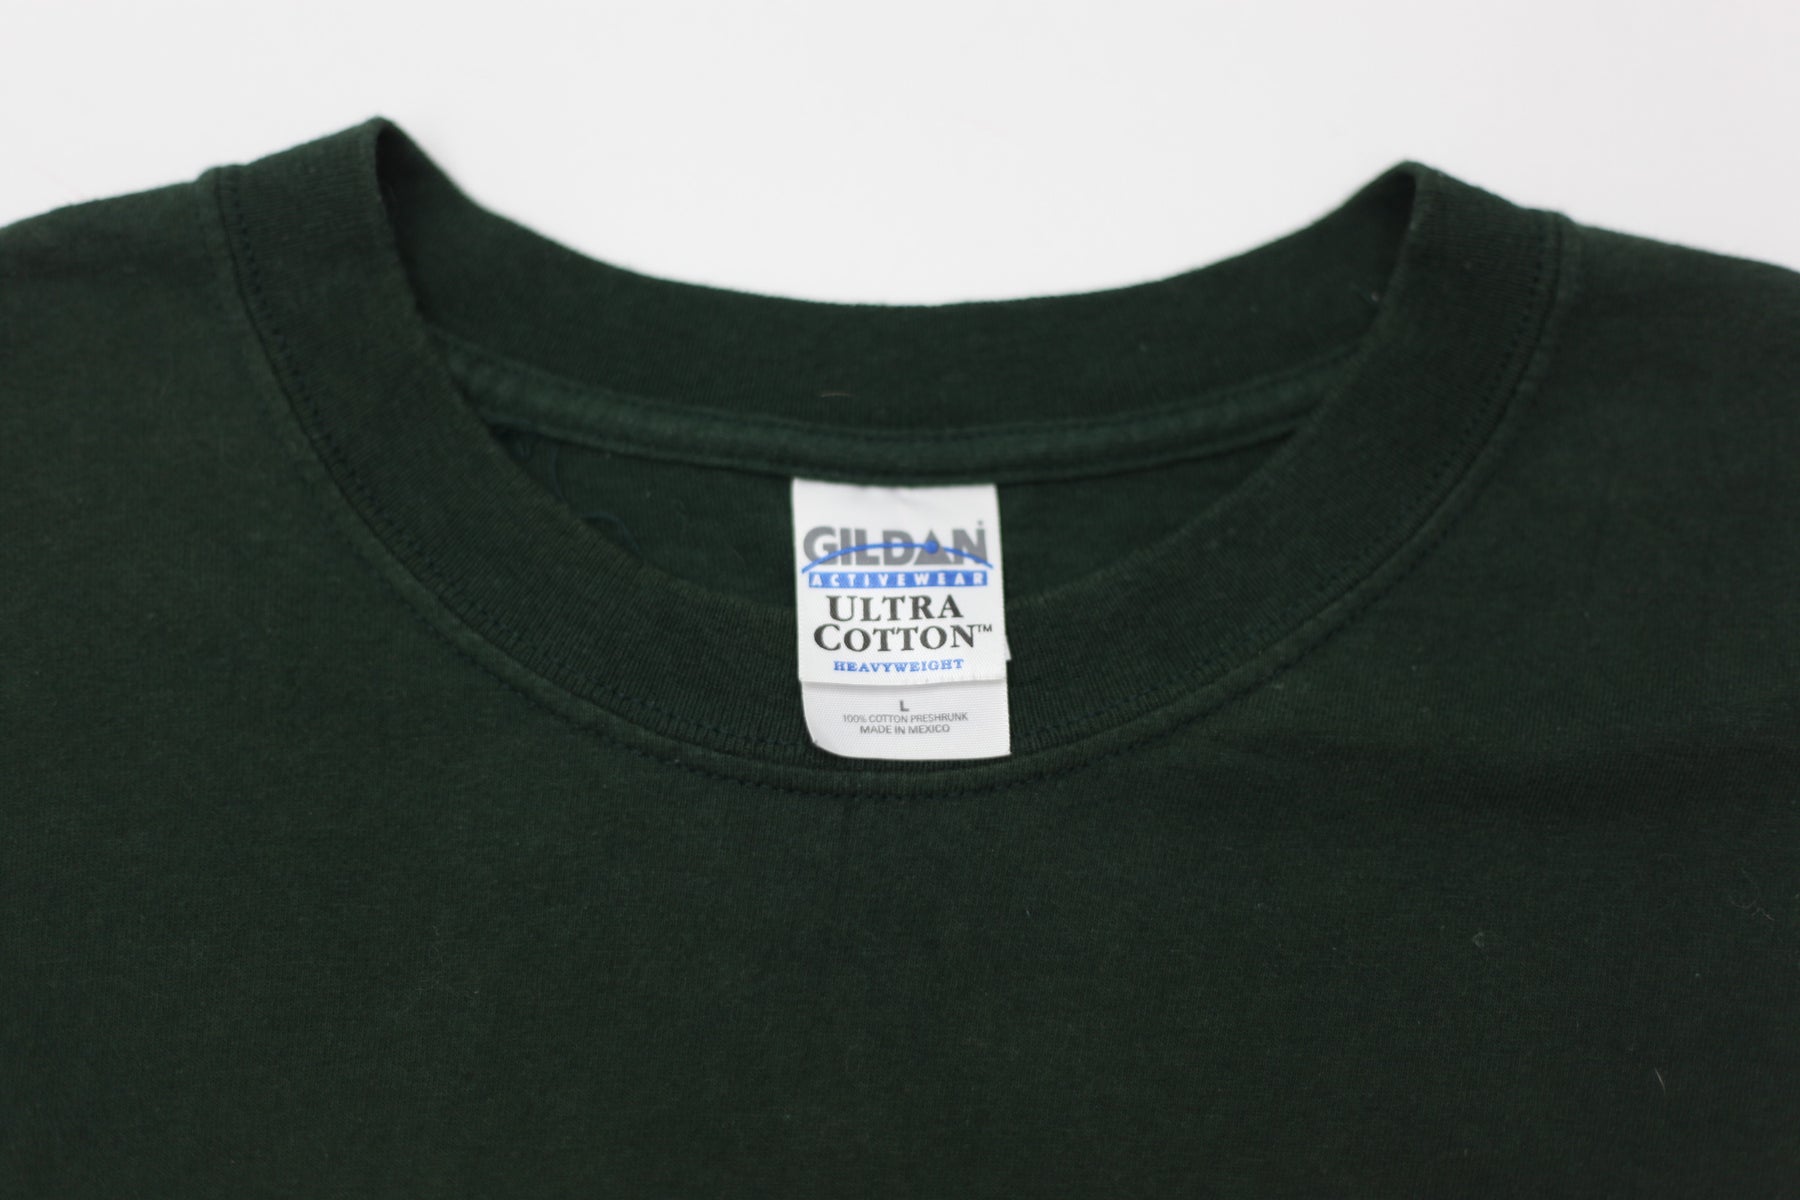 GILDAN
ACTIVEWEAR
ULTRA
COTTON™
HEAVYWEIGHT
L
100% COTTON PRESHRUNK
MADE IN MEXICO